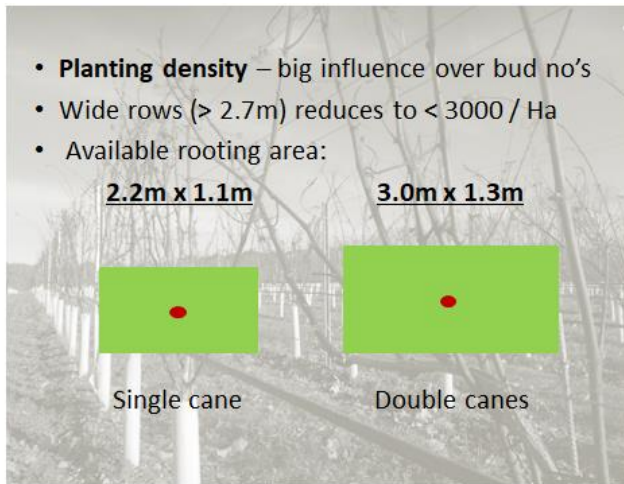 • Planting density – big influence over bud no's
• Wide rows (> 2.7m) reduces to < 3000 / Ha
• Available rooting area:
2.2m x 1.1m 3.0m x 1.3m
Single cane Double canes